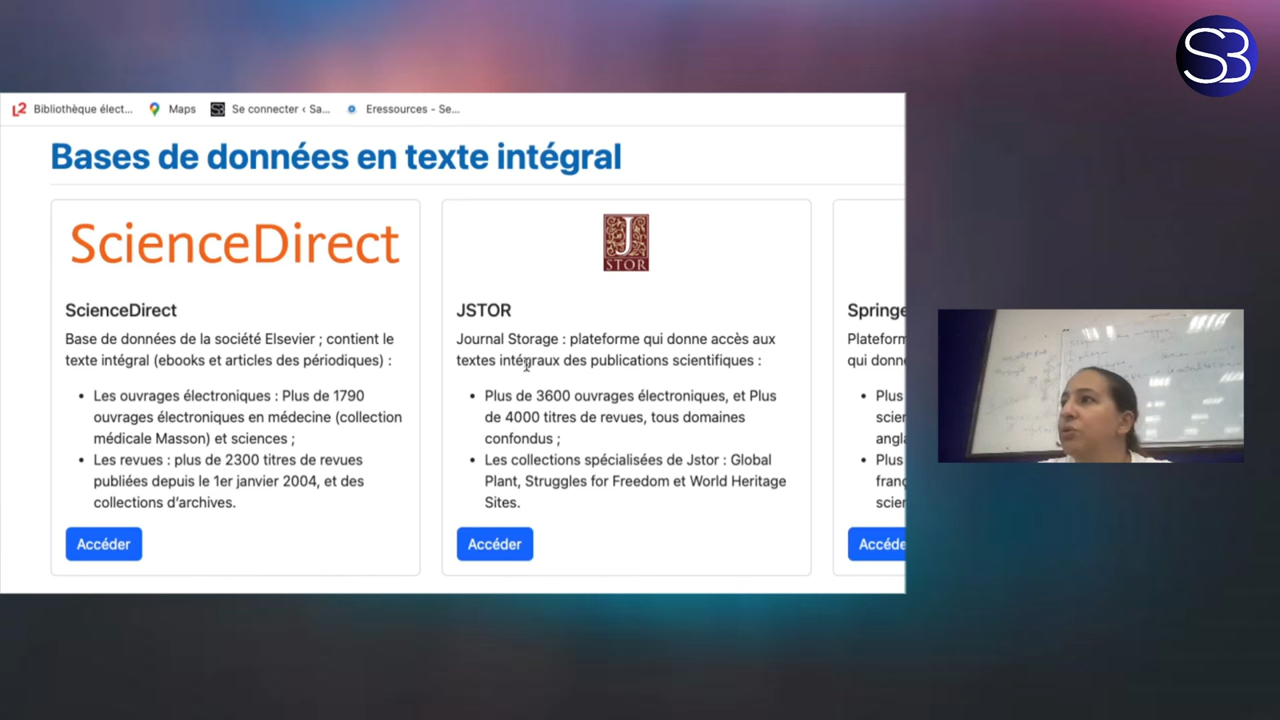 SB
Bibliothèque élect...
Maps
Se connecter ‹ Sa...
Eressources - Se...
Bases de données en texte intégral
ScienceDirect
ScienceDirect
Base de données de la société Elsevier ; contient le
texte intégral (ebooks et articles des périodiques) :
• Les ouvrages électroniques : Plus de 1790
ouvrages électroniques en médecine (collection
médicale Masson) et sciences ;
• Les revues : plus de 2300 titres de revues
publiées depuis le 1er janvier 2004, et des
collections d'archives.
Accéder
J
STOR
JSTOR
Journal Storage : plateforme qui donne accès aux
textes intégraux des publications scientifiques :
• Plus de 3600 ouvrages électroniques, et Plus
de 4000 titres de revues, tous domaines
confondus ;
• Les collections spécialisées de Jstor : Global
Plant, Struggles for Freedom et World Heritage
Sites.
Accéder
Springe
Plateform
qui donn
• Plus
scien
angla
• Plus
franç
scien
Accéde